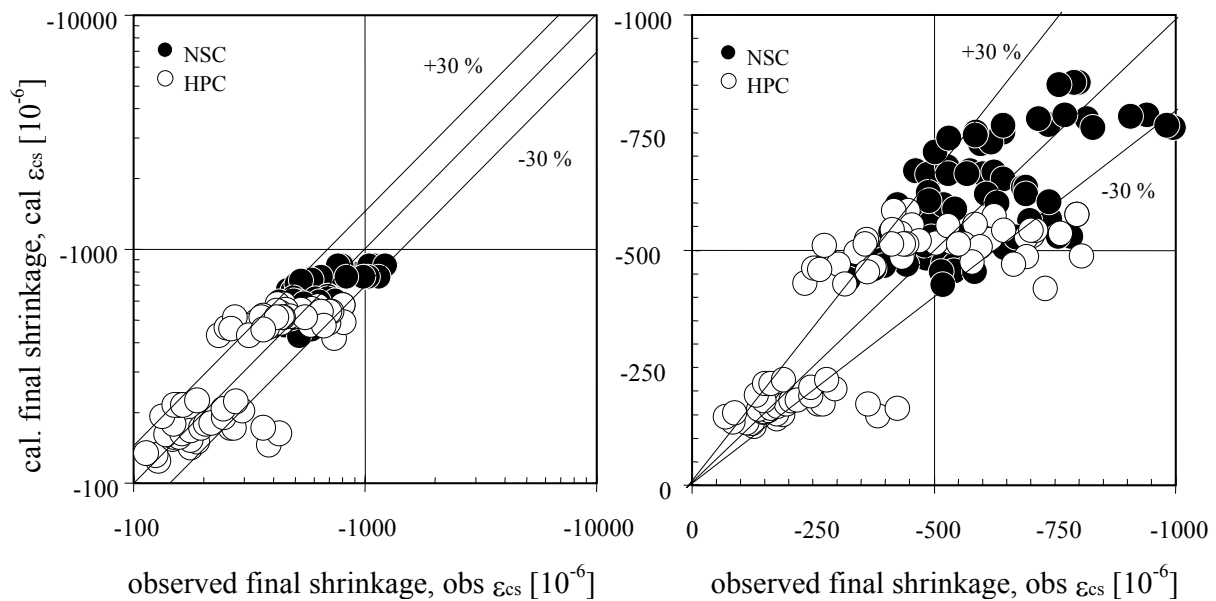 cal. final shrinkage, cal εcs [10-6]
-10000
-1000
-100
NSC
HPC
+30 %
-30 %
-100
-1000
-10000
observed final shrinkage, obs εcs [10-6]
-1000
-750
-500
-250
0
NSC
HPC
+30 %
-30 %
0
-250
-500
-750
-1000
observed final shrinkage, obs εcs [10-6]